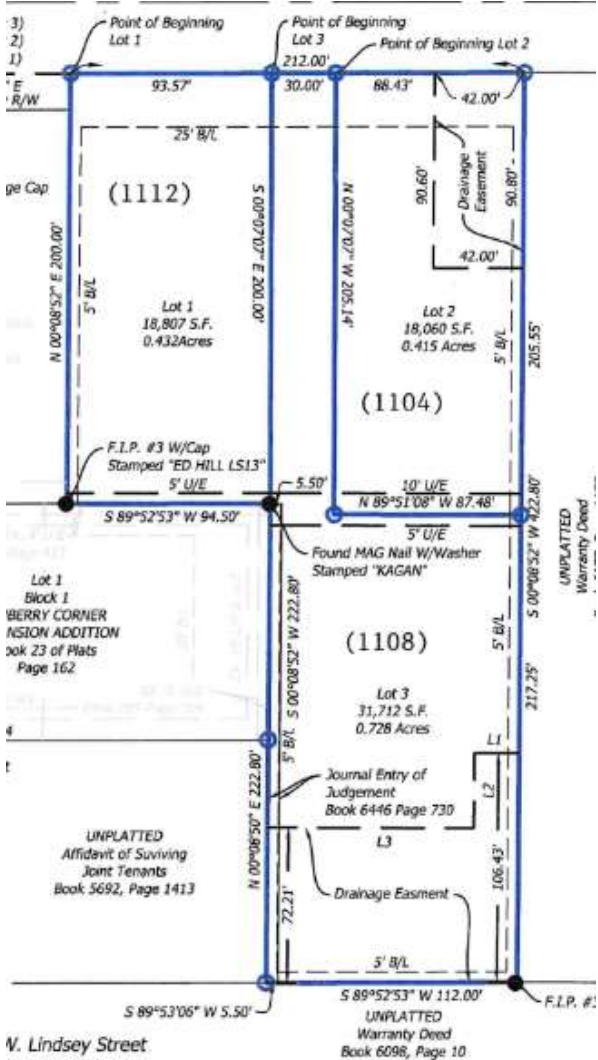 3)
2)
1)
E
R/W
Point of Beginning
Lot 1
Point of Beginning
Lot 3
212.00'
Point of Beginning Lot 2
93.57'
30.00'
88.43'
42.00'
25' B/L
ge Cap
(1112)
S 00°07'07" E 200.00'
N 00°07'07" W 205.14'
90.60'
Drainage
Easement
90.80'
42.00'
N 00°08'52" E 200.00'
5' B/L
Lot 1
18,807 S.F.
0.432Acres
Lot 2
18,060 S.F.
0.415 Acres
5' B/L
205.55'
(1104)
F.I.P. #3 W/Cap
Stamped "ED HILL LS13"
5' U/E
5.50'
10' U/E
N 89°51'08" W 87.48'
S 89°52'53" W 94.50'
5' U/E
Found MAG Nail W/Washer
Stamped "KAGAN"
S 00°08'52" W 422.80'
UNPLATTED
Warranty Deed
Lot 1
Block 1
BERRY CORNER
NSION ADDITION
ook 23 of Plats
Page 162
S 00°08'52" W 222.80'
5' B/L
(1108)
5' B/L
217.25'
Lot 3
31,712 S.F.
0.728 Acres
L1
L2
Journal Entry of
Judgement
Book 6446 Page 730
L3
N 00°08'50" E 222.80'
UNPLATTED
Affidavit of Suviving
Joint Tenants
Book 5692, Page 1413
72.21'
Drainage Easment
106.43'
5' B/L
S 89°53'06" W 5.50'
S 89°52'53" W 112.00'
F.I.P. #3
UNPLATTED
Warranty Deed
Book 6098, Page 10
W. Lindsey Street